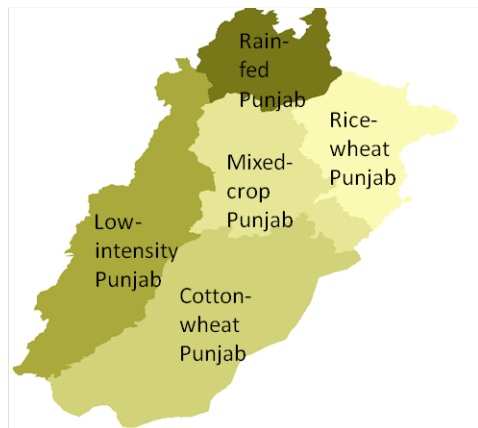 Rain-
fed
Punjab
Rice-
wheat
Punjab
Mixed-
crop
Punjab
Low-
intensity
Punjab
Cotton-
wheat
Punjab